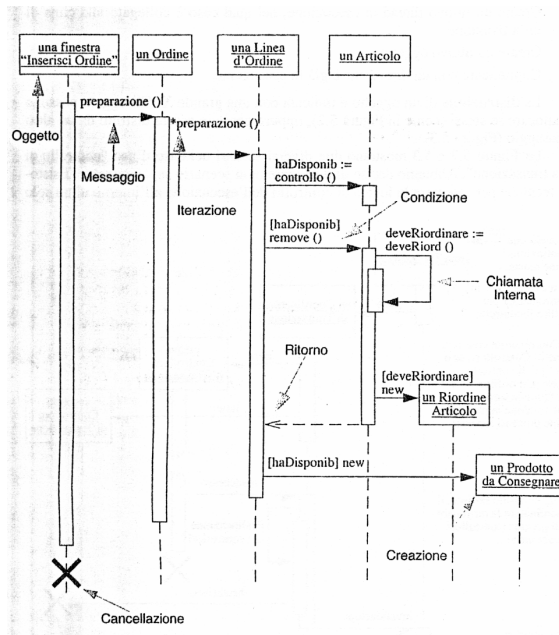 una finestra
"Inserisci Ordine"
un Ordine
una Linea
d'Ordine
un Articolo
preparazione ()
*preparazione ()
Oggetto
Messaggio
Iterazione
haDisponib :=
controllo ()
Condizione
[haDisponib]
remove ()
deveRiordinare :=
deveRiord ()
Chiamata
Interna
Ritorno
[deveRiordinare]
new
un Riordine
Articolo
[haDisponib] new
un Prodotto
da Consegnare
Creazione
Cancellazione